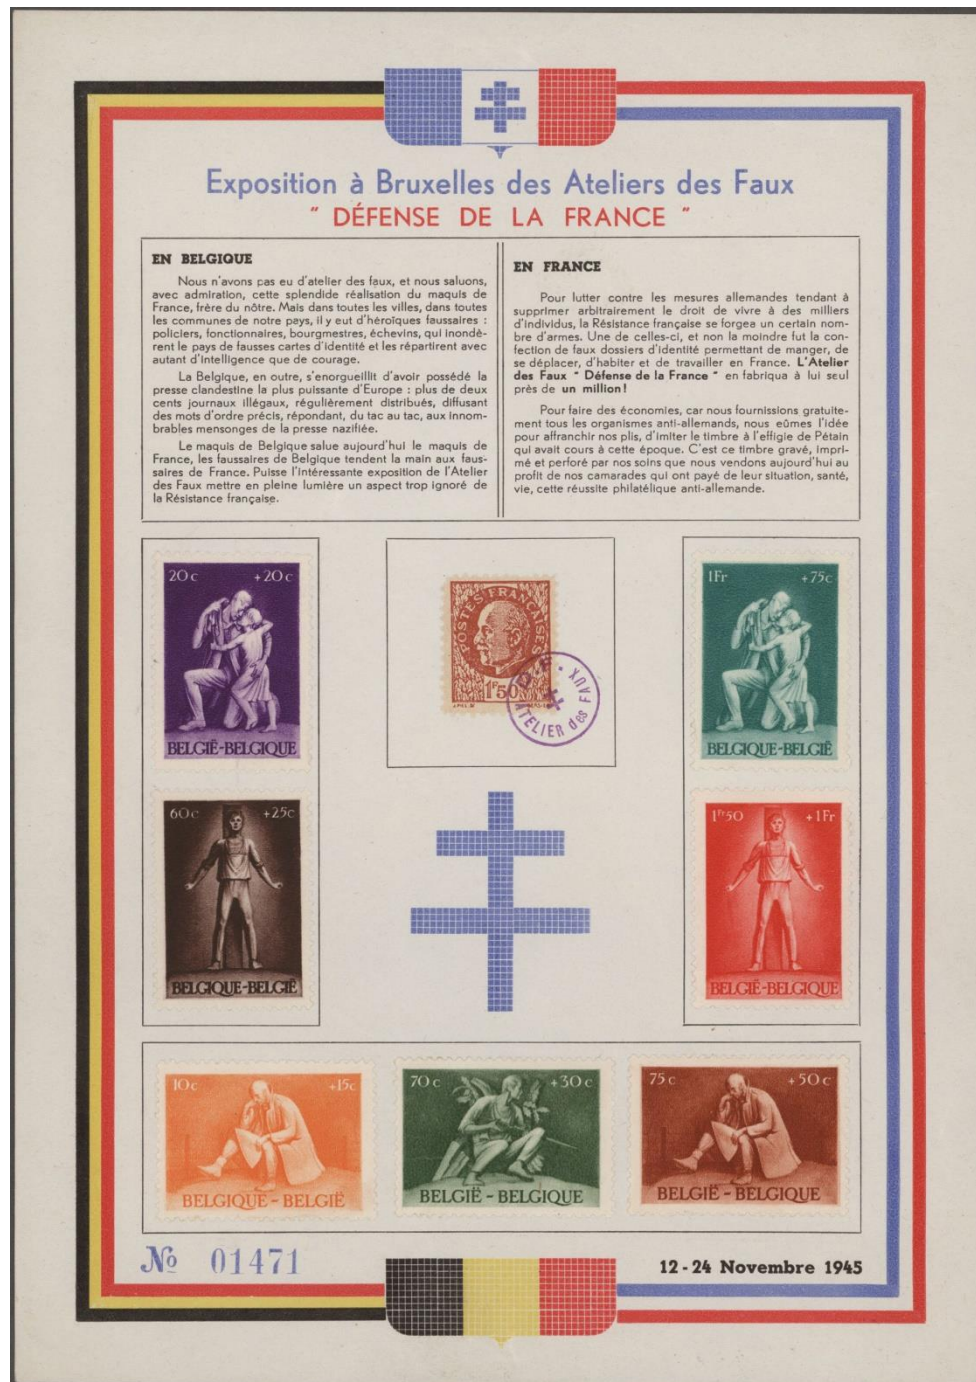 Exposition à Bruxelles des Ateliers des Faux
" DÉFENSE DE LA FRANCE "
EN BELGIQUE
Nous n'avons pas eu d'atelier des faux, et nous saluons,
avec admiration, cette splendide réalisation du maquis de
France, frère du nôtre. Mais dans toutes les villes, dans toutes
les communes de notre pays, il y eut d'héroïques faussaires :
policiers, fonctionnaires, bourgmestres, échevins, qui inondè-
rent le pays de fausses cartes d'identité et les répartirent avec
autant d'intelligence que de courage.
La Belgique, en outre, s'enorgueillit d'avoir possédé la
presse clandestine la plus puissante d'Europe : plus de deux
cents journaux illégaux, régulièrement distribués, diffusant
des mots d'ordre précis, répondant, du tac au tac, aux innom-
brables mensonges de la presse nazifiée.
Le maquis de Belgique salue aujourd'hui le maquis de
France, les faussaires de Belgique tendent la main aux faus-
saires de France. Puisse l'intéressante exposition de l'Atelier
des Faux mettre en pleine lumière un aspect trop ignoré de
la Résistance française.
EN FRANCE
Pour lutter contre les mesures allemandes tendant à
supprimer arbitrairement le droit de vivre à des milliers
d'individus, la Résistance française se forgea un certain nom-
bre d'armes. Une de celles-ci, et non la moindre fut la con-
fection de faux dossiers d'identité permettant de manger, de
se déplacer, d'habiter et de travailler en France. L'Atelier
des Faux " Défense de la France " en fabriqua à lui seul
près de un million!
Pour faire des économies, car nous fournissions gratuite-
ment tous les organismes anti-allemands, nous eûmes l'idée
pour affranchir nos plis, d'imiter le timbre à l'effigie de Pétain
qui avait cours à cette époque. C'est ce timbre gravé, impri-
mé et perforé par nos soins que nous vendons aujourd'hui au
profit de nos camarades qui ont payé de leur situation, santé,
vie, cette réussite philatélique anti-allemande.
20c +20c
BELGIË-BELGIQUE
POSTES FRANÇAISES
1F50
D.F.
ATELIER des FAUX
1Fr +75c
BELGIË-BELGIQUE
60c +25c
BELGIQUE-BELGIË
1Fr50 +1Fr
BELGIË-BELGIQUE
10c +15c
BELGIQUE - BELGIË
70c +30c
BELGIË - BELGIQUE
75c +50c
BELGIË - BELGIQUE
No 01471
12-24 Novembre 1945